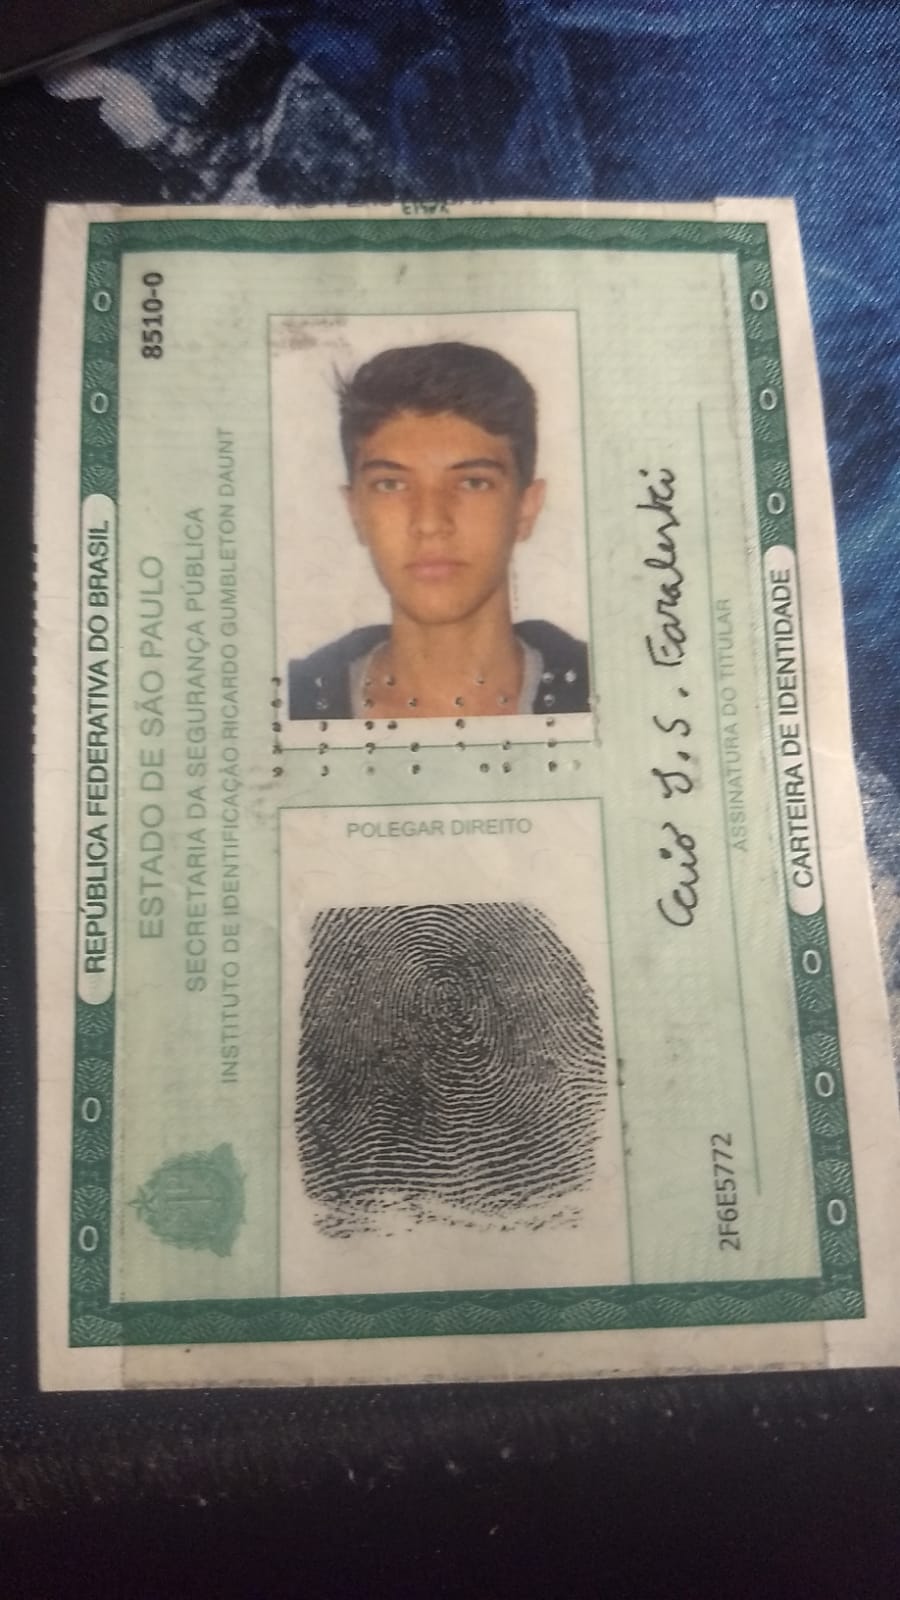 REPÚBLICA FEDERATIVA DO BRASIL
ESTADO DE SÃO PAULO
8510-0
SECRETARIA DA SEGURANÇA PÚBLICA
INSTITUTO DE IDENTIFICAÇÃO RICARDO GUMBLETON DAUNT
POLEGAR DIREITO
Caio S. S.
2F6E5772
ASSINATURA DO TITULAR
CARTEIRA DE IDENTIDADE